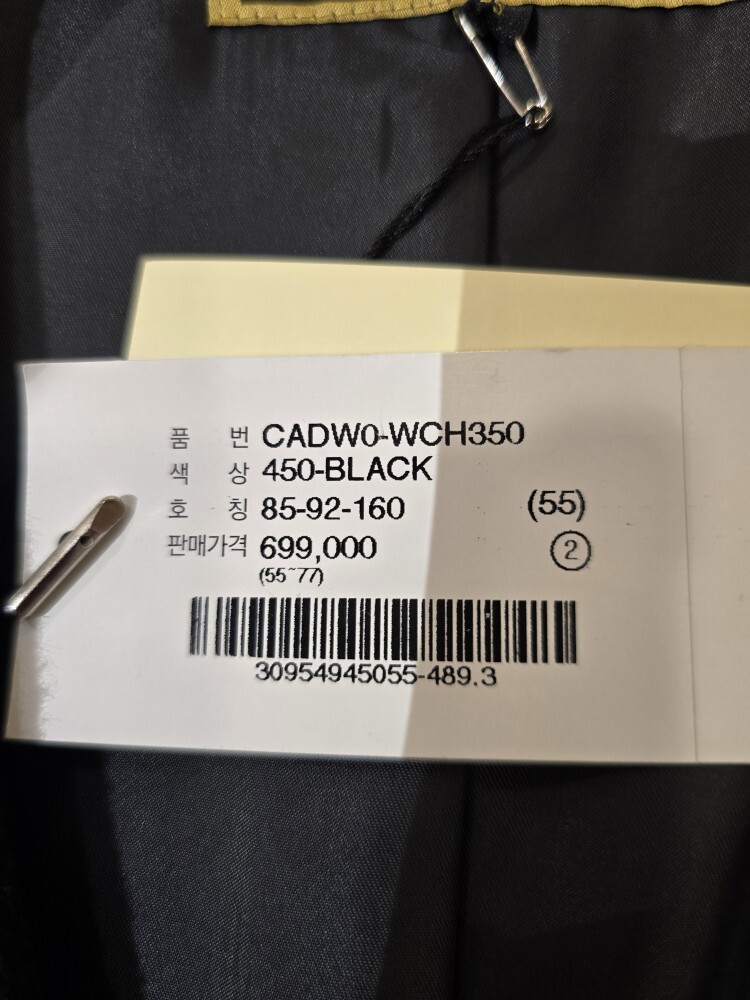 품 번 CADW0-WCH350
색 상 450-BLACK
호 칭 85-92-160 (55)
판매가격 699,000 ②
(55~77)
30954945055-489.3